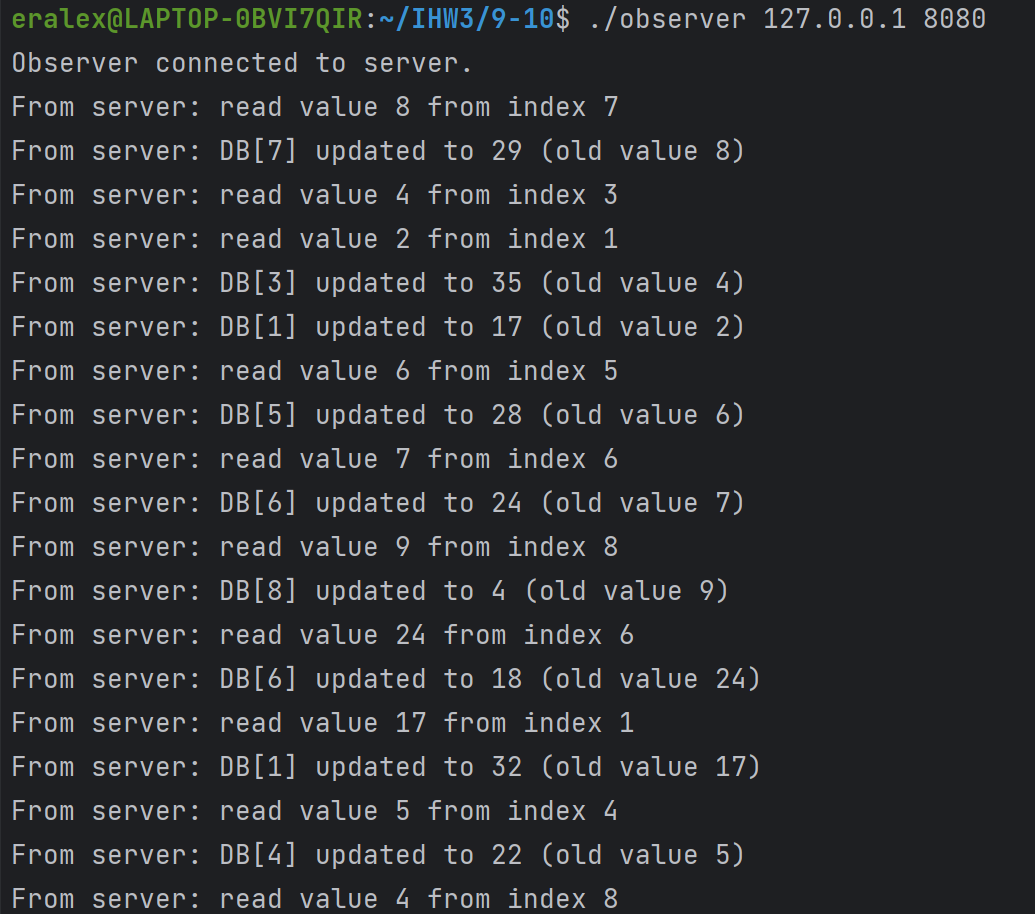 eralex@LAPTOP-0BVI7QIR:~/IHW3/9-10$ ./observer 127.0.0.1 8080
Observer connected to server.
From server: read value 8 from index 7
From server: DB[7] updated to 29 (old value 8)
From server: read value 4 from index 3
From server: read value 2 from index 1
From server: DB[3] updated to 35 (old value 4)
From server: DB[1] updated to 17 (old value 2)
From server: read value 6 from index 5
From server: DB[5] updated to 28 (old value 6)
From server: read value 7 from index 6
From server: DB[6] updated to 24 (old value 7)
From server: read value 9 from index 8
From server: DB[8] updated to 4 (old value 9)
From server: read value 24 from index 6
From server: DB[6] updated to 18 (old value 24)
From server: read value 17 from index 1
From server: DB[1] updated to 32 (old value 17)
From server: read value 5 from index 4
From server: DB[4] updated to 22 (old value 5)
From server: read value 4 from index 8